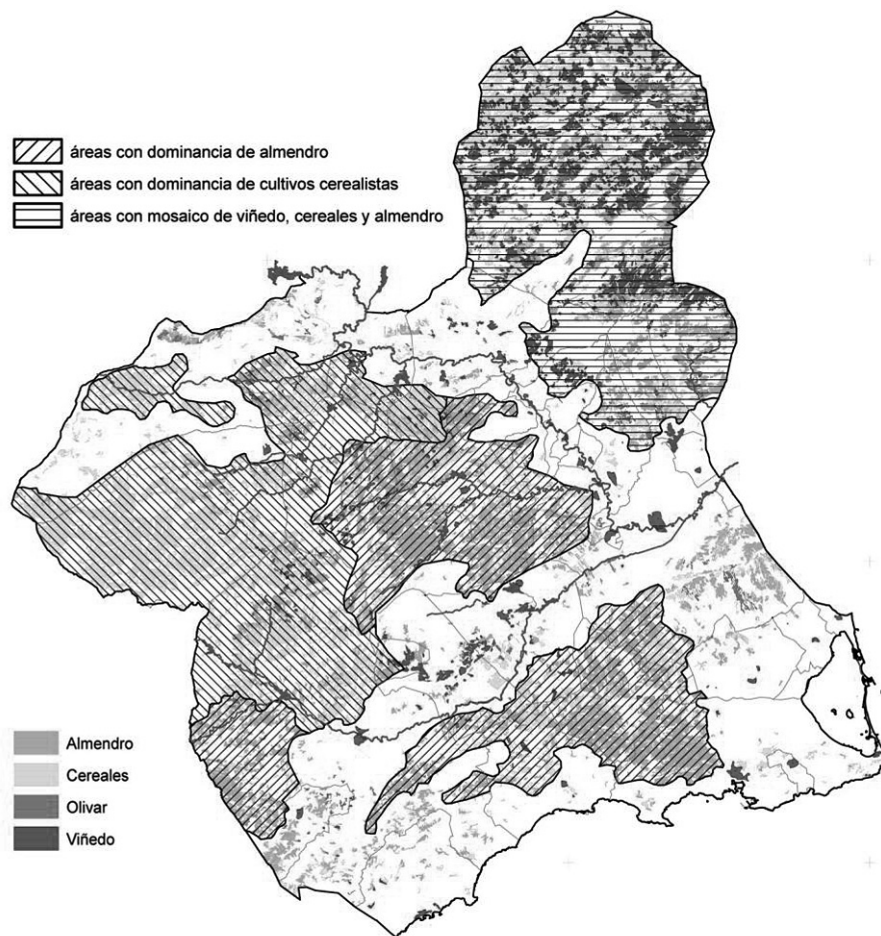 áreas con dominancia de almendro
áreas con dominancia de cultivos cerealistas
áreas con mosaico de viñedo, cereales y almendro
Almendro
Cereales
Olivar
Viñedo